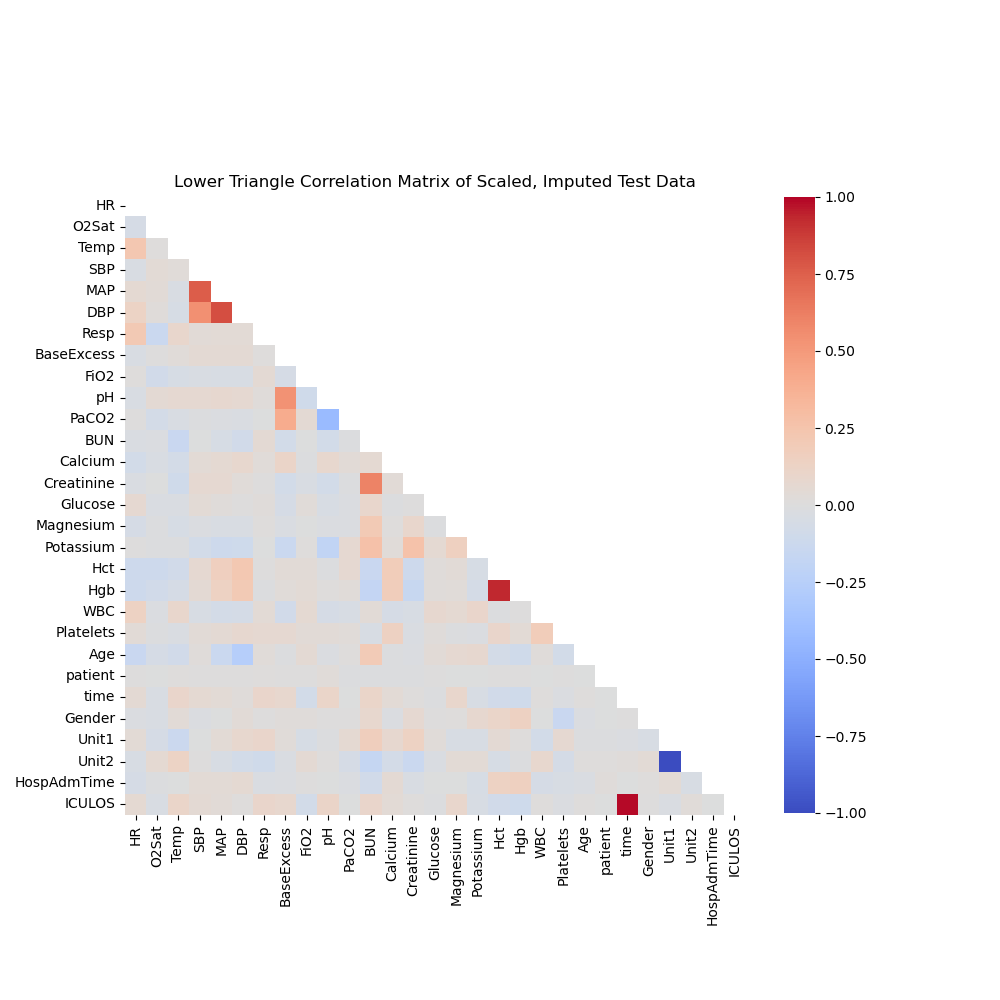 Lower Triangle Correlation Matrix of Scaled, Imputed Test Data
HR
O2Sat
Temp
SBP
MAP
DBP
Resp
BaseExcess
FiO2
pH
PaCO2
BUN
Calcium
Creatinine
Glucose
Magnesium
Potassium
Hct
Hgb
WBC
Platelets
Age
patient
time
Gender
Unit1
Unit2
HospAdmTime
ICULOS
HR
O2Sat
Temp
SBP
MAP
DBP
Resp
BaseExcess
FiO2
pH
PaCO2
BUN
Calcium
Creatinine
Glucose
Magnesium
Potassium
Hct
Hgb
WBC
Platelets
Age
patient
time
Gender
Unit1
Unit2
HospAdmTime
ICULOS
1.00
0.75
0.50
0.25
0.00
−0.25
−0.50
−0.75
−1.00